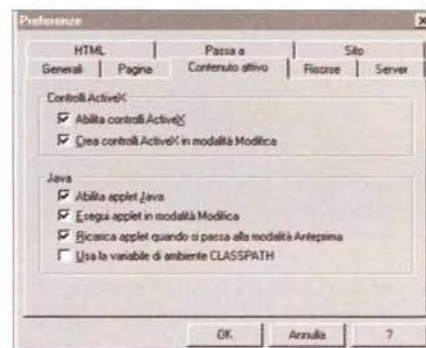 Preferenze
HTML Passa a Sito
Generali Pagina Contenuto attivo Risorse Server
Controlli ActiveX
Abilita controlli ActiveX
Crea controlli ActiveX in modalità Modifica
Java
Abilita applet Java
Esegui applet in modalità Modifica
Ricarica applet quando si passa alla modalità Anteprima
Usa la variabile di ambiente CLASSPATH
OK Annulla ?